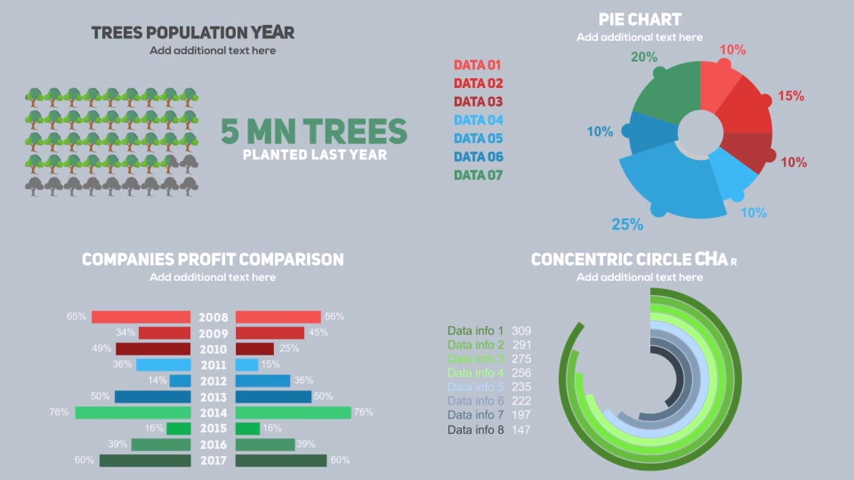 TREES POPULATION YEAR
Add additional text here
5 MN TREES
PLANTED LAST YEAR
PIE CHART
Add additional text here
DATA 01
DATA 02
DATA 03
DATA 04
DATA 05
DATA 06
DATA 07
10%
15%
10%
10%
25%
10%
20%
COMPANIES PROFIT COMPARISON
Add additional text here
65% 2008 56%
34% 2009 45%
49% 2010 25%
36% 2011 15%
14% 2012 36%
50% 2013 50%
76% 2014 76%
16% 2015 16%
39% 2016 39%
60% 2017 60%
CONCENTRIC CIRCLE CHAR
Add additional text here
Data info 1 309
Data info 2 291
Data info 3 275
Data info 4 256
Data info 5 235
Data info 6 222
Data info 7 197
Data info 8 147